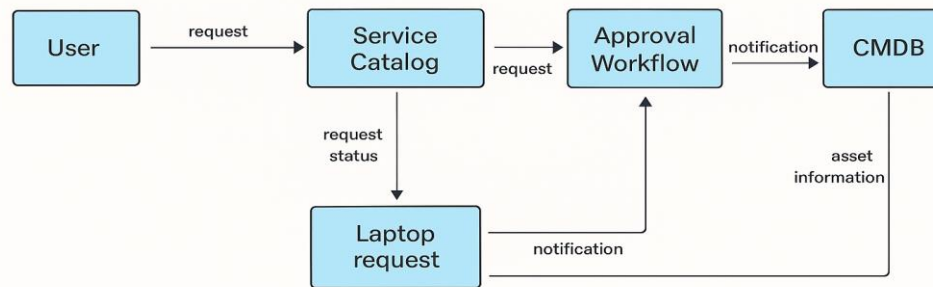 User
request
Service
Catalog
request
Approval
Workflow
notification
CMDB
request
status
asset
information
Laptop
request
notification